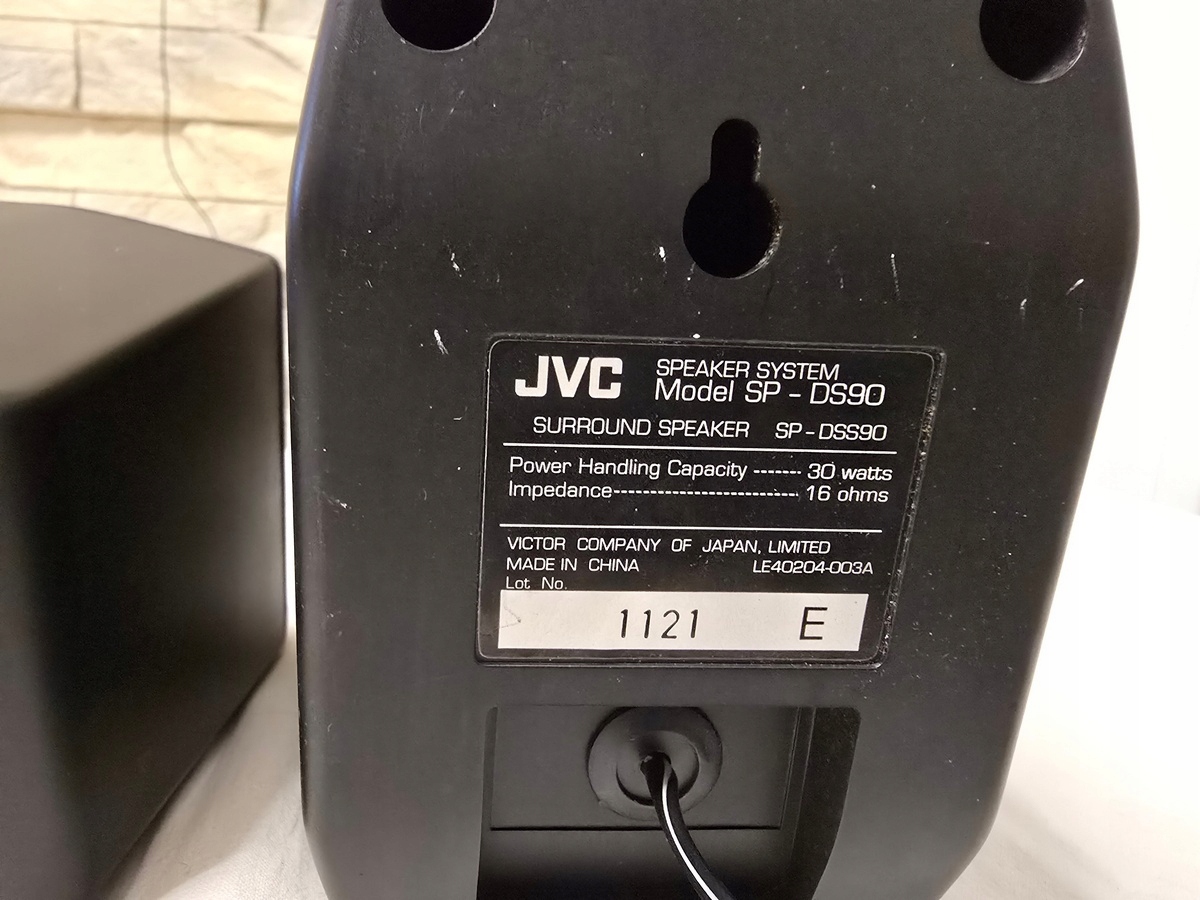 JVC SPEAKER SYSTEM
Model SP - DS90
SURROUND SPEAKER SP-DSS90
Power Handling Capacity ------- 30 watts
Impedance-------------------------- 16 ohms
VICTOR COMPANY OF JAPAN, LIMITED
MADE IN CHINA LE40204-003A
Lot No.
1121 E